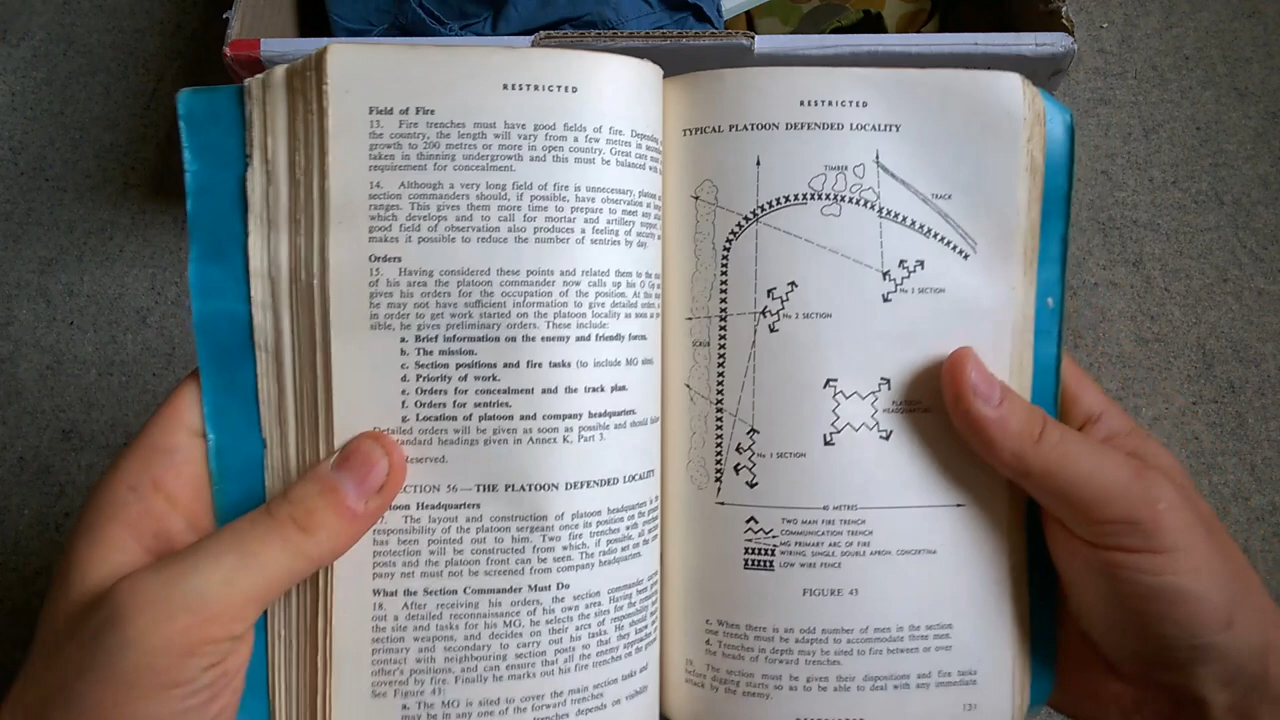 RESTRICTED
Field of Fire
13. Fire trenches must have good fields of fire. Depending
the country, the length will vary from a few metres in
growth to 200 metres or more in open country. Great care
taken in thinning undergrowth and this must be balanced with
requirement for concealment.
14. Although a very long field of fire is unnecessary, platoon
section commanders should, if possible, have observation at
ranges. This gives them more time to prepare to meet any
which develops and to call for mortar and artillery support.
good field of observation also produces a feeling of security
makes it possible to reduce the number of sentries by day.
Orders
15. Having considered these points and related them to the
of his area the platoon commander now calls up his O Gp
gives his orders for the occupation of the position. At this
he may not have sufficient information to give detailed orders,
in order to get work started on the platoon locality as soon as
sible, he gives preliminary orders. These include:
a. Brief information on the enemy and friendly forces.
b. The mission.
c. Section positions and fire tasks (to include MG
d. Priority of work.
e. Orders for concealment and the track plan.
f. Orders for sentries.
g. Location of platoon and company headquarters.
Detailed orders will be given as soon as possible and should
tandard headings given in Annex K, Part 3.
eserved.
ECTION 56—THE PLATOON DEFENDED LOCALITY
toon Headquarters
7. The layout and construction of platoon headquarters is the
responsibility of the platoon sergeant once its position on the
has been pointed out to him. Two fire trenches with
protection will be constructed from which, if possible, all
posts and the platoon front can be seen. The radio set on the
pany net must not be screened from company headquarters.
What the Section Commander Must Do
18. After receiving his orders, the section commander
out a detailed reconnaissance of his own area. Having
the site and tasks for his MG, he selects the sites for the
section weapons, and decides on their arcs of
primary and secondary to carry out his tasks. He
contact with neighbouring section posts so that they know
other's positions, and can ensure that all the enemy approaches
covered by fire. Finally he marks out his fire trenches on the
See Figure 43:
a. The MG is sited to cover the main section tasks and
may be in any one of the forward trenches
trenches depends on visibility
RESTRICTED
TYPICAL PLATOON DEFENDED LOCALITY
TIMBER
TRACK
No 3 SECTION
No 2 SECTION
SCRUB
PLATOON
HEADQUARTERS
No 1 SECTION
40 METRES
TWO MAN FIRE TRENCH
COMMUNICATION TRENCH
MG PRIMARY ARC OF FIRE
WIRING, SINGLE, DOUBLE APRON, CONCERTINA
LOW WIRE FENCE
FIGURE 43
c. When there is an odd number of men in the section
one trench must be adapted to accommodate three men.
d. Trenches in depth may be sited to fire between or over
the heads of forward trenches.
19. The section must be given their dispositions and fire tasks
before digging starts so as to be able to deal with any immediate
attack by the enemy.
RESTRICTED